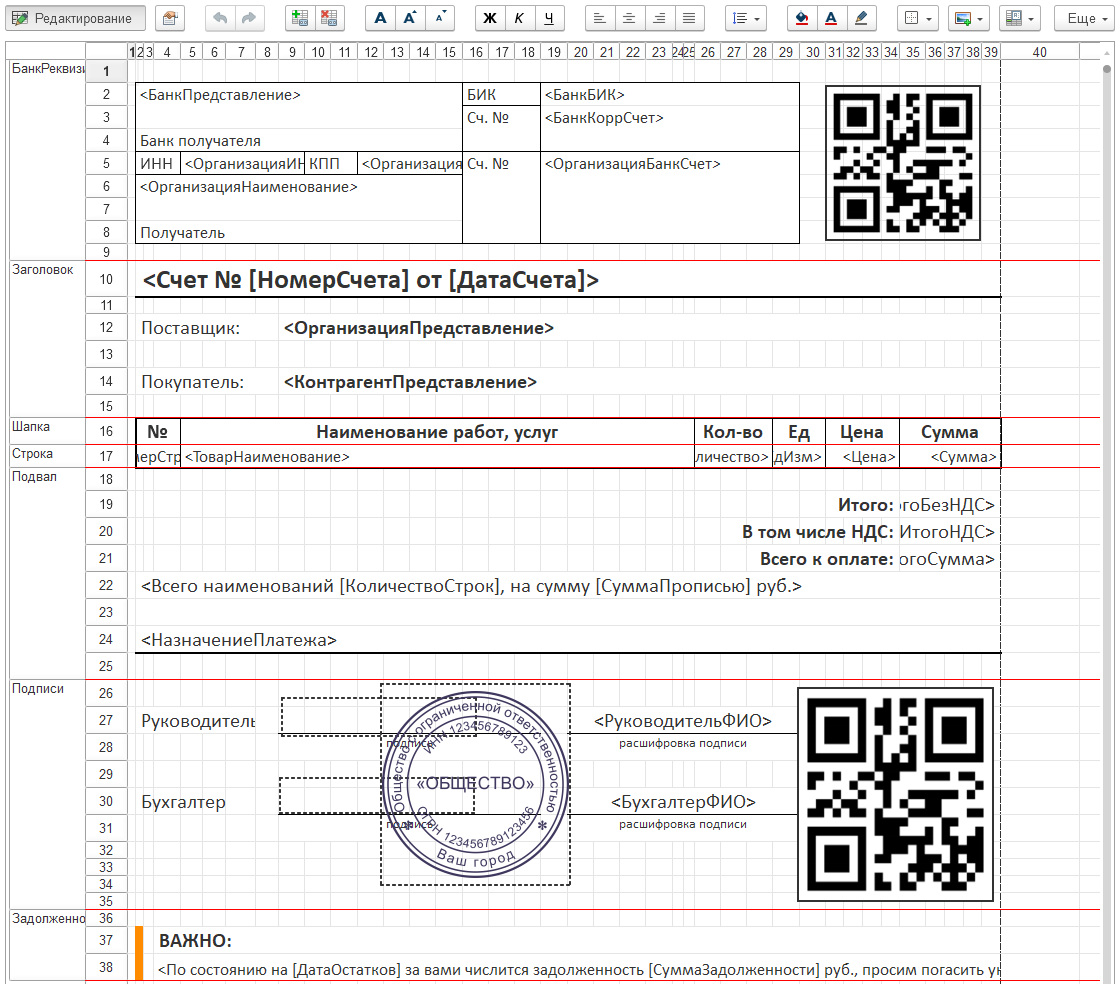 Редактирование
A A A Ж К Ч А Еще
1 2 3 4 5 6 7 8 9 10 11 12 13 14 15 16 17 18 19 20 21 22 23 24 25 26 27 28 29 30 31 32 33 34 35 36 37 38 39 40
БанкРеквизи 1
2 <БанкПредставление> БИК <БанкБИК>
3 Сч. № <БанкКоррСчет>
4 Банк получателя
5 ИНН <ОрганизацияИН КПП <Организация Сч. № <ОрганизацияБанкСчет>
6 <ОрганизацияНаименование>
7
8 Получатель
9
Заголовок
10 <Счет № [НомерСчета] от [ДатаСчета]>
11
12 Поставщик: <ОрганизацияПредставление>
13
14 Покупатель: <КонтрагентПредставление>
15
Шапка 16 № Наименование работ, услуг Кол-во Ед Цена Сумма
Строка 17 ерСтр <ТоварНаименование> личество> дИзм> <Цена> <Сумма>
Подвал 18
19 Итого: гоБезНДС>
20 В том числе НДС: ИтогоНДС>
21 Всего к оплате: огоСумма>
22 <Всего наименований [КоличествоСтрок], на сумму [СуммаПрописью] руб.>
23
24 <НазначениеПлатежа>
25
Подписи 26
27 Руководитель <РуководительФИО>
28 подпись расшифровка подписи
29
30 Бухгалтер <БухгалтерФИО>
31 подпись расшифровка подписи
32
33
34
35
Общество с ограниченной ответственностью
ИНН 123456789123
«ОБЩЕСТВО»
ОГРН 123456789123456
Ваш город
Задолженно 36
37 ВАЖНО:
38 <По состоянию на [ДатаОстатков] за вами числится задолженность [СуммаЗадолженности] руб., просим погасить ук